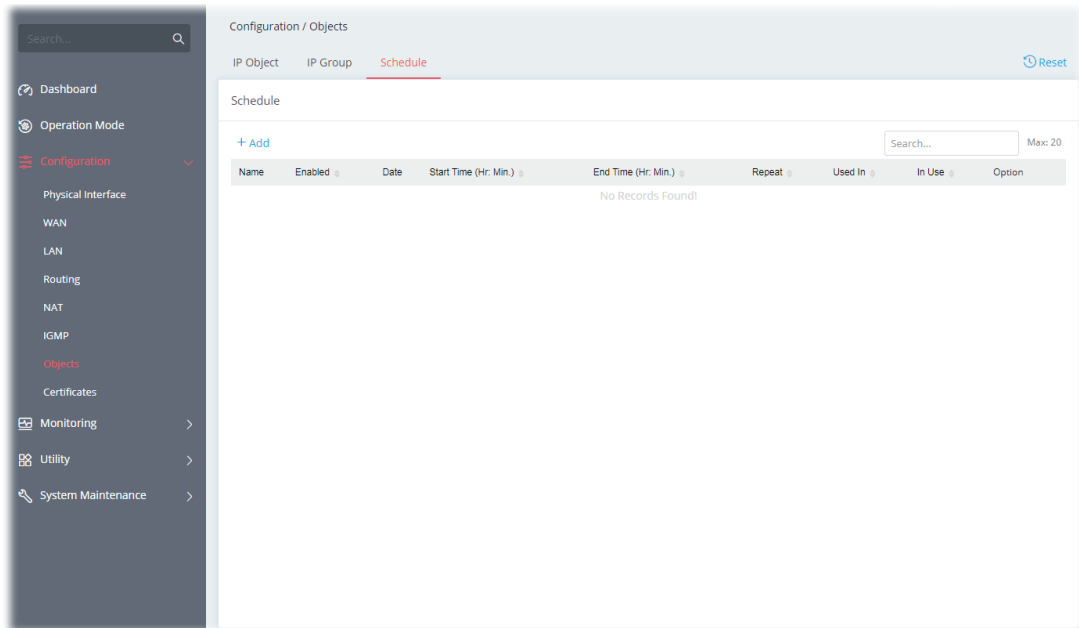 Search...
Dashboard
Operation Mode
Configuration
Physical Interface
WAN
LAN
Routing
NAT
IGMP
Objects
Certificates
Monitoring
Utility
System Maintenance
Configuration / Objects
IP Object IP Group Schedule Reset
Schedule
+ Add Search... Max: 20
Name Enabled Date Start Time (Hr: Min.) End Time (Hr: Min.) Repeat Used In In Use Option
No Records Found!